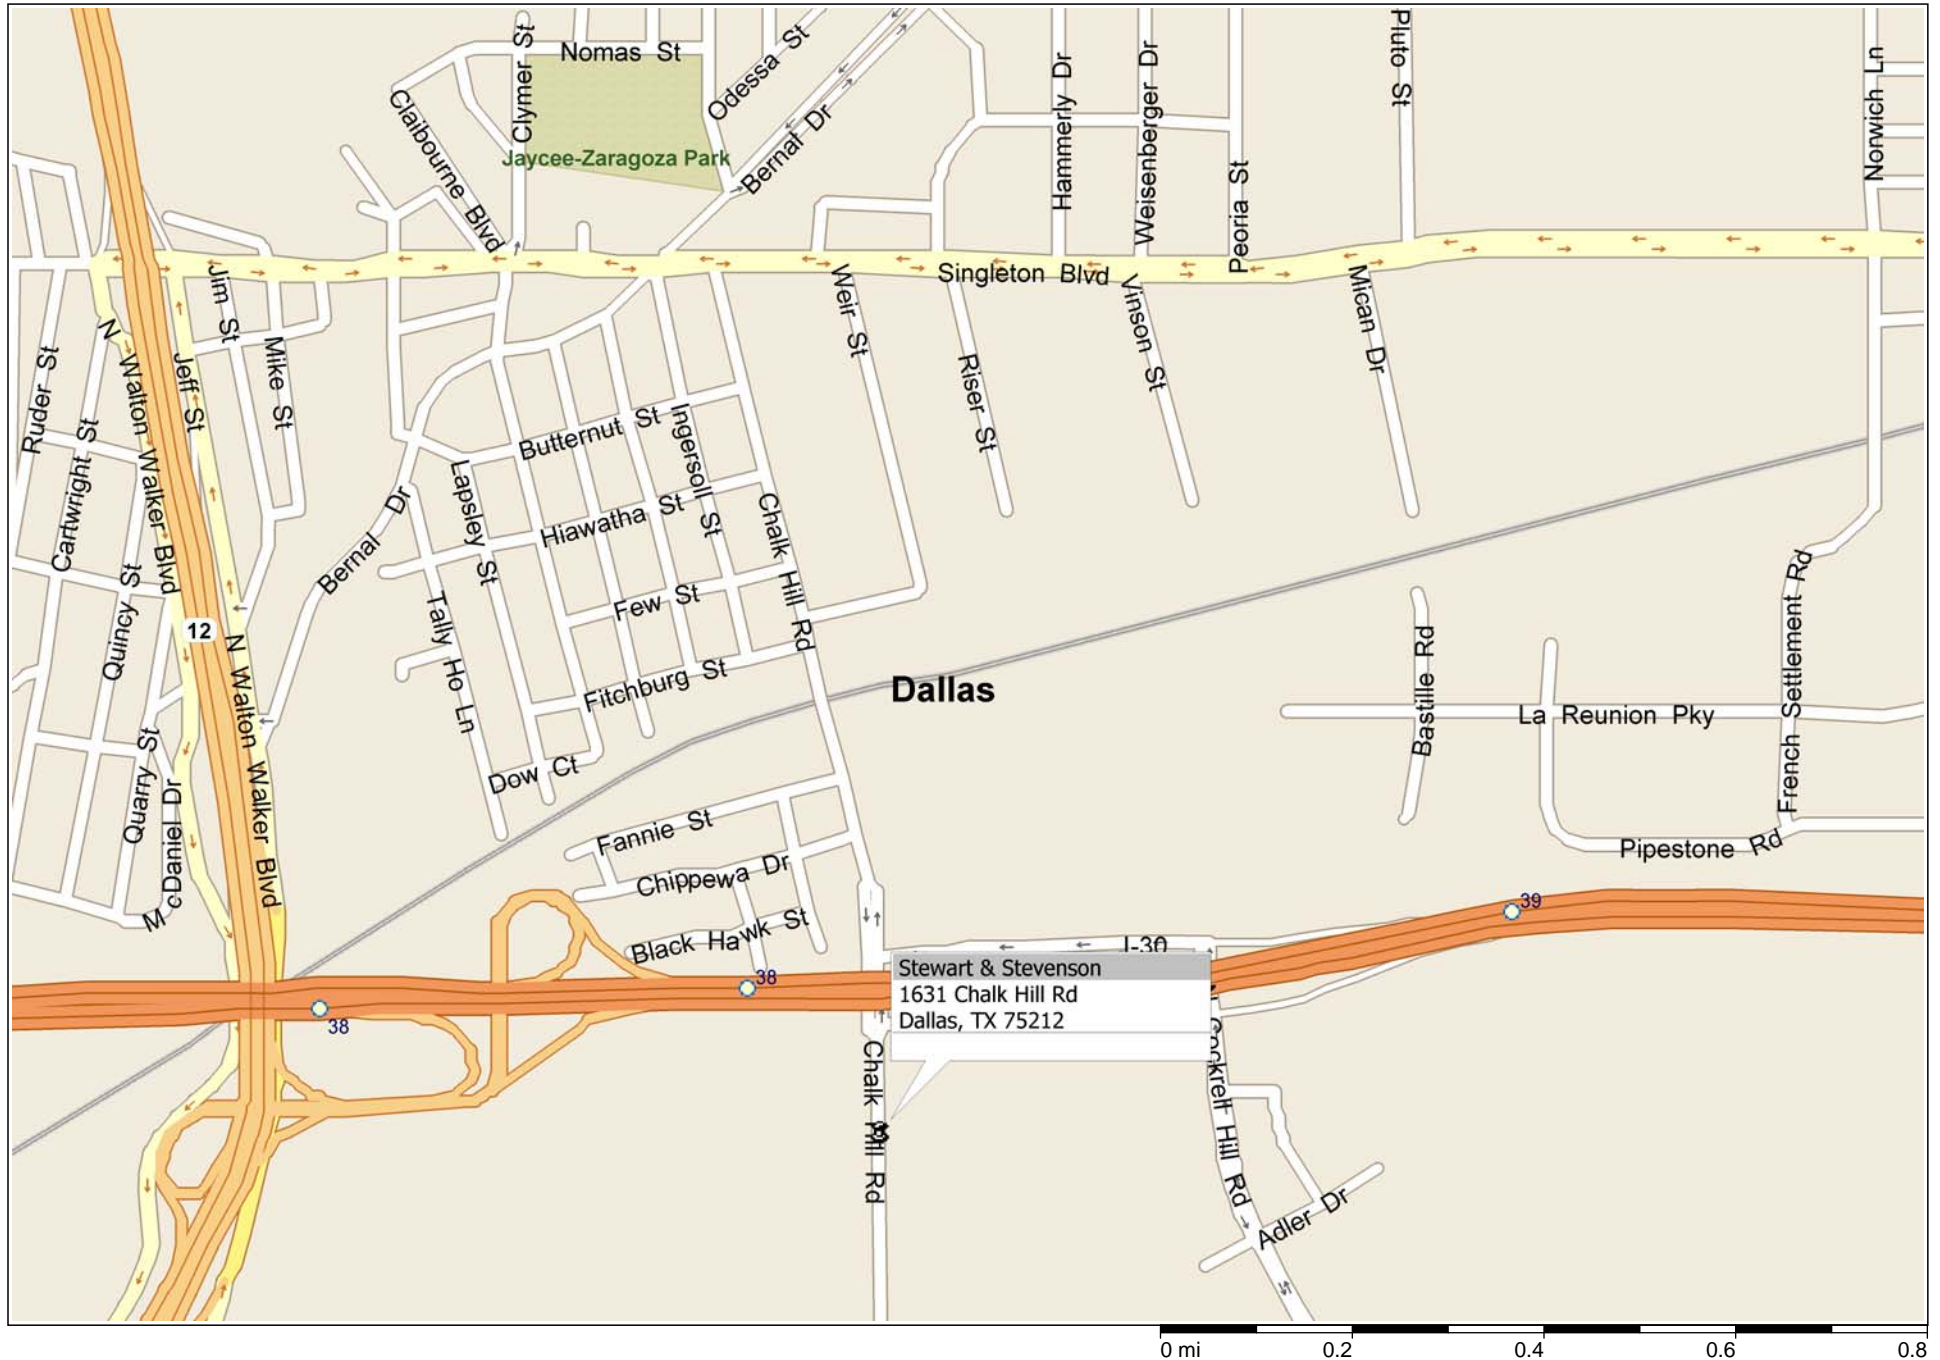 Nomas St
Clymer St
Odessa St
Claibourne Blvd
Jaycee-Zaragoza Park
Bernal Dr
Hammerly Dr
Weisenberger Dr
Peoria St
Pluto St
Norwich Ln
Singleton Blvd
Jim St
Mike St
Jeff St
N Walton Walker Blvd
Ruder St
Cartwright St
Quincy St
Quarry St
McDaniel Dr
12
N Walton Walker Blvd
Weir St
Riser St
Vinson St
Mican Dr
Butternut St
Ingersoll St
Lapsley St
Hiawatha St
Chalk Hill Rd
Bernal Dr
Few St
Tally Ho Ln
Fitchburg St
Dow Ct
Dallas
Bastille Rd
La Reunion Pky
French Settlement Rd
Pipestone Rd
Fannie St
Chippewa Dr
Black Hawk St
I-30
39
38
38
Stewart & Stevenson
1631 Chalk Hill Rd
Dallas, TX 75212
Chalk Hill Rd
N Cockrell Hill Rd
Adler Dr
0 mi 0.2 0.4 0.6 0.8